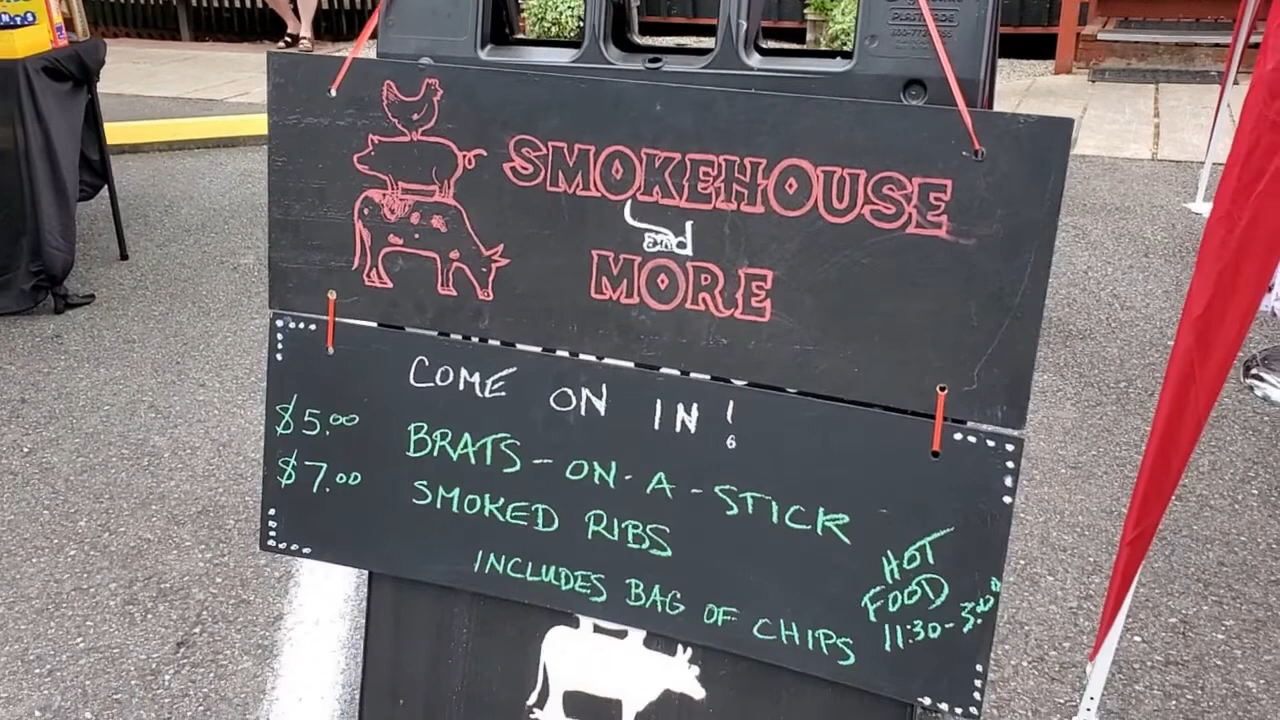 SMOKEHOUSE
and
MORE
COME ON IN!
$5.00 BRATS-ON-A-STICK
$7.00 SMOKED RIBS
INCLUDES BAG OF CHIPS
HOT
FOOD
11:30-3:00